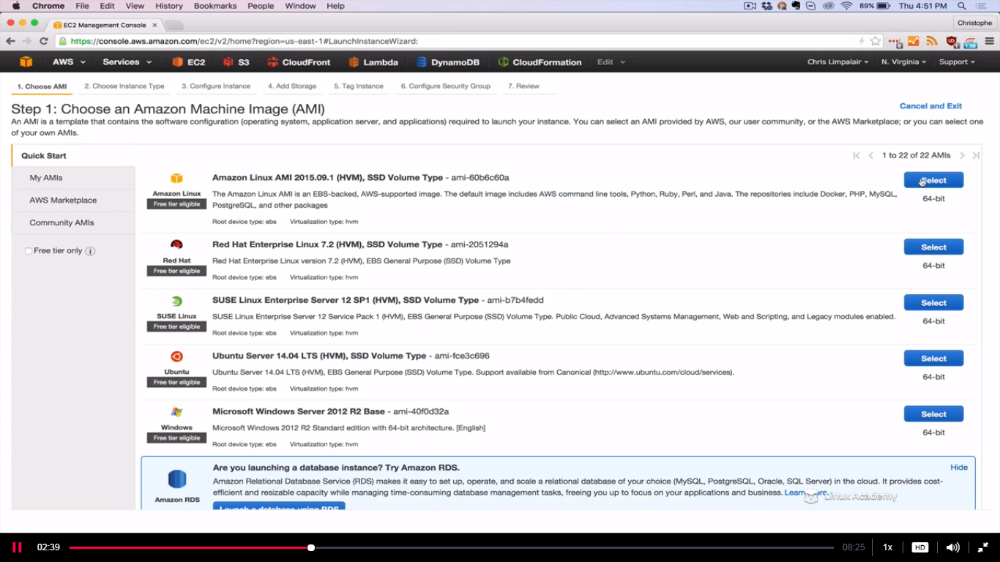 Chrome File Edit View History Bookmarks People Window Help 89% Thu 4:51 PM
EC2 Management Console Christophe
https://console.aws.amazon.com/ec2/v2/home?region=us-east-1#LaunchInstanceWizard:
AWS Services EC2 S3 CloudFront Lambda DynamoDB CloudFormation Edit Chris Limpalair N. Virginia Support
1. Choose AMI 2. Choose Instance Type 3. Configure Instance 4. Add Storage 5. Tag Instance 6. Configure Security Group 7. Review
Step 1: Choose an Amazon Machine Image (AMI) Cancel and Exit
An AMI is a template that contains the software configuration (operating system, application server, and applications) required to launch your instance. You can select an AMI provided by AWS, our user community, or the AWS Marketplace; or you can select one
of your own AMIs.
Quick Start 1 to 22 of 22 AMIs
My AMIs
AWS Marketplace
Community AMIs
Free tier only
Amazon Linux
Free tier eligible
Amazon Linux AMI 2015.09.1 (HVM), SSD Volume Type - ami-60b6c60a
The Amazon Linux AMI is an EBS-backed, AWS-supported image. The default image includes AWS command line tools, Python, Ruby, Perl, and Java. The repositories include Docker, PHP, MySQL,
PostgreSQL, and other packages
Root device type: ebs Virtualization type: hvm
Select
64-bit
Red Hat
Free tier eligible
Red Hat Enterprise Linux 7.2 (HVM), SSD Volume Type - ami-2051294a
Red Hat Enterprise Linux version 7.2 (HVM), EBS General Purpose (SSD) Volume Type
Root device type: ebs Virtualization type: hvm
Select
64-bit
SUSE Linux
Free tier eligible
SUSE Linux Enterprise Server 12 SP1 (HVM), SSD Volume Type - ami-b7b4fedd
SUSE Linux Enterprise Server 12 Service Pack 1 (HVM), EBS General Purpose (SSD) Volume Type. Public Cloud, Advanced Systems Management, Web and Scripting, and Legacy modules enabled.
Root device type: ebs Virtualization type: hvm
Select
64-bit
Ubuntu
Free tier eligible
Ubuntu Server 14.04 LTS (HVM), SSD Volume Type - ami-fce3c696
Ubuntu Server 14.04 LTS (HVM), EBS General Purpose (SSD) Volume Type. Support available from Canonical (http://www.ubuntu.com/cloud/services).
Root device type: ebs Virtualization type: hvm
Select
64-bit
Windows
Free tier eligible
Microsoft Windows Server 2012 R2 Base - ami-40f0d32a
Microsoft Windows 2012 R2 Standard edition with 64-bit architecture. [English]
Root device type: ebs Virtualization type: hvm
Select
64-bit
Amazon RDS
Are you launching a database instance? Try Amazon RDS. Hide
Amazon Relational Database Service (RDS) makes it easy to set up, operate, and scale a relational database of your choice (MySQL, PostgreSQL, Oracle, SQL Server) in the cloud. It provides cost-
efficient and resizable capacity while managing time-consuming database management tasks, freeing you up to focus on your applications and business.
Launch a database using RDS
Linux Academy
02:39 08:25 1x HD